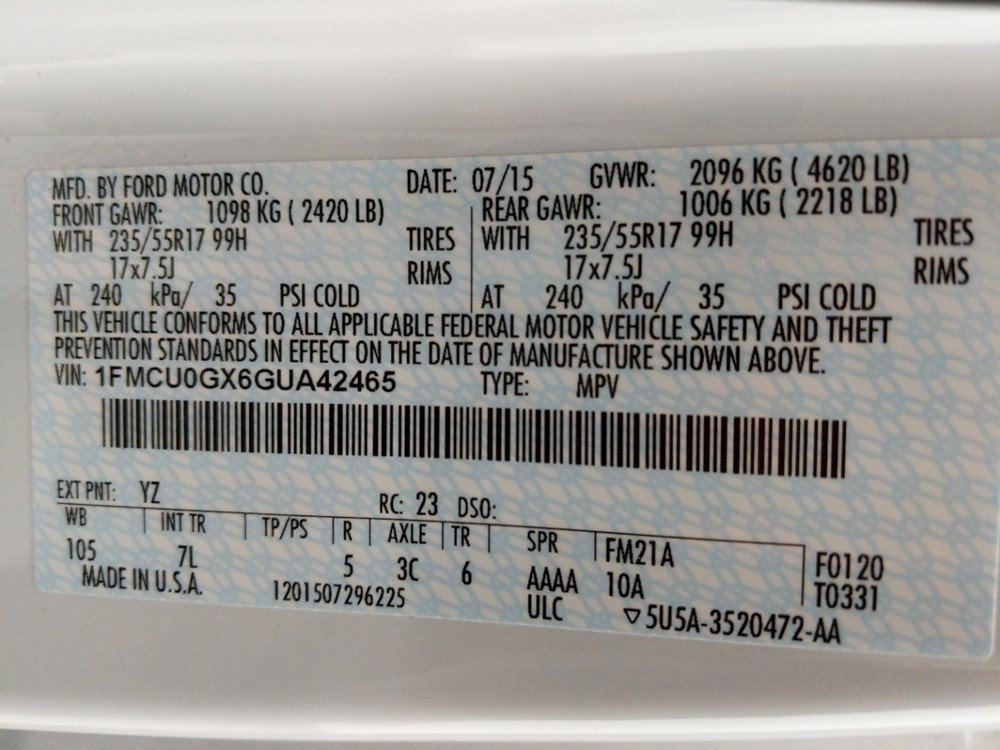 MFD. BY FORD MOTOR CO. DATE: 07/15 GVWR: 2096 KG ( 4620 LB)
FRONT GAWR: 1098 KG ( 2420 LB) REAR GAWR: 1006 KG ( 2218 LB)
WITH 235/55R17 99H TIRES WITH 235/55R17 99H TIRES
17x7.5J RIMS 17x7.5J RIMS
AT 240 kPa/ 35 PSI COLD AT 240 kPa/ 35 PSI COLD
THIS VEHICLE CONFORMS TO ALL APPLICABLE FEDERAL MOTOR VEHICLE SAFETY AND THEFT
PREVENTION STANDARDS IN EFFECT ON THE DATE OF MANUFACTURE SHOWN ABOVE.
VIN: 1FMCU0GX6GUA42465 TYPE: MPV
EXT PNT: YZ RC: 23 DSO:
WB INT TR TP/PS R AXLE TR SPR FM21A F0120
105 7L 5 3C 6 AAAA 10A T0331
MADE IN U.S.A. 1201507296225 ULC ▽5U5A-3520472-AA